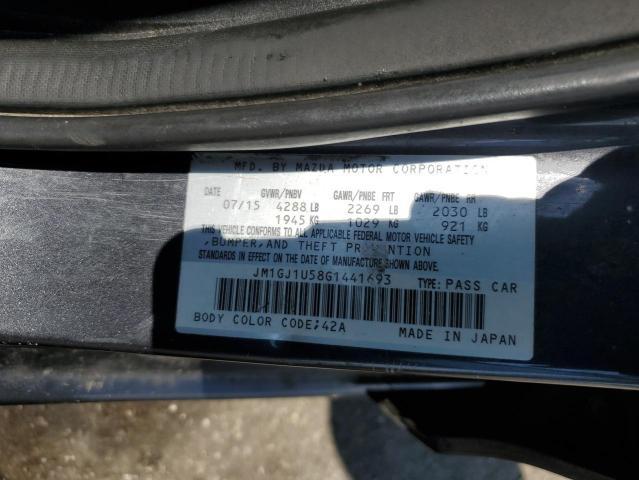 MFD. BY MAZDA MOTOR CORPORATION
DATE GVWR/PNBV GAWR/PNBE FRT GAWR/PNBE RR
07/15 4288 LB 2269 LB 2030 LB
1945 KG 1029 KG 921 KG
THIS VEHICLE CONFORMS TO ALL APPLICABLE FEDERAL MOTOR VEHICLE SAFETY
,BUMPER,AND THEFT PR VENTION
STANDARDS IN EFFECT ON THE DATE OF MANUFACTURE SHOWN ABOVE.
JM1GJ1U58G1441693 TYPE: PASS CAR
BODY COLOR CODE;42A MADE IN JAPAN